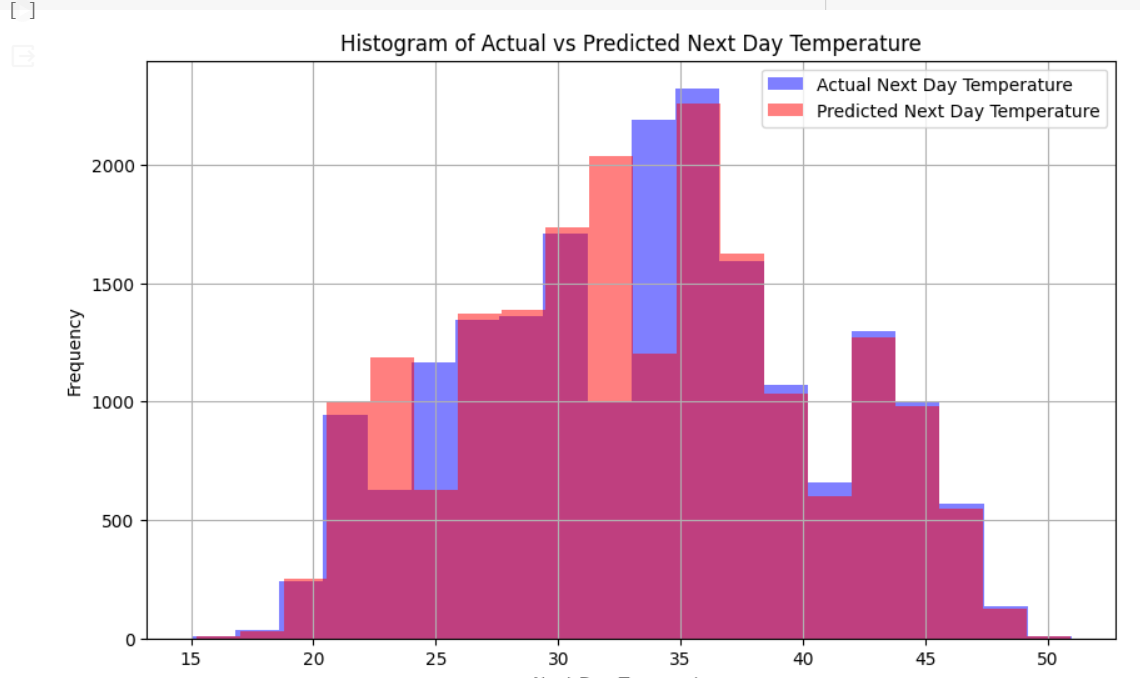 [ ]
Histogram of Actual vs Predicted Next Day Temperature
Actual Next Day Temperature
Predicted Next Day Temperature
Frequency
2000
1500
1000
500
0
15 20 25 30 35 40 45 50